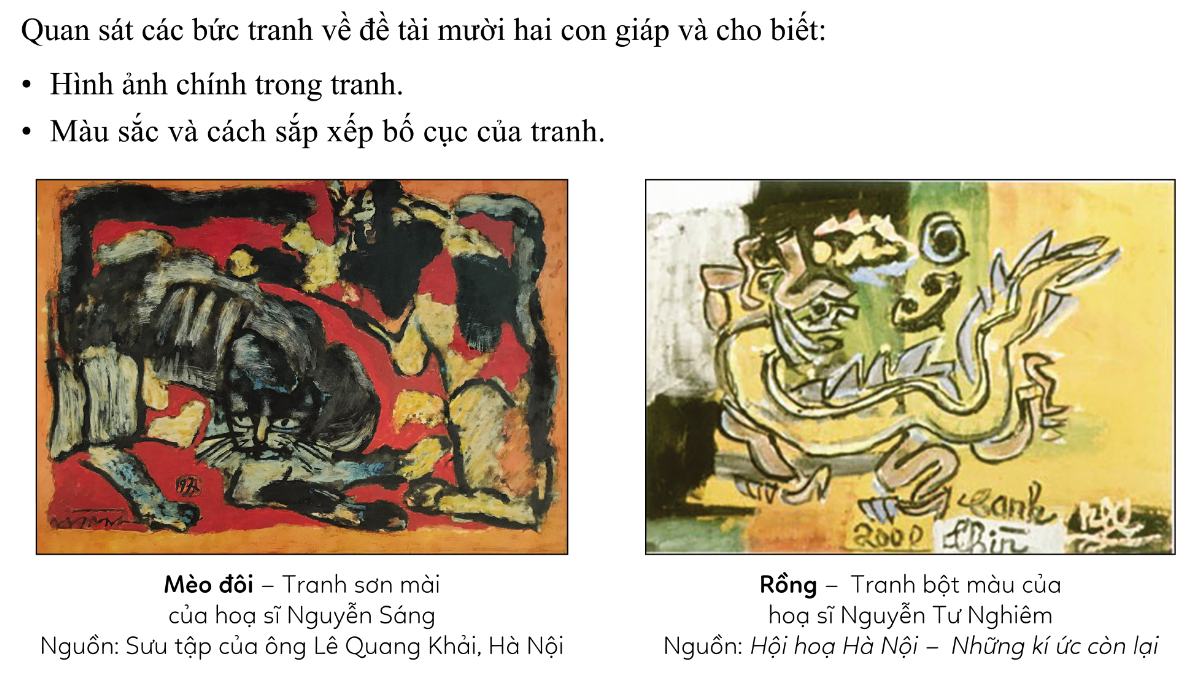 Quan sát các bức tranh về đề tài mười hai con giáp và cho biết:
• Hình ảnh chính trong tranh.
• Màu sắc và cách sắp xếp bố cục của tranh.
2000
Canh
Mèo đôi – Tranh sơn mài
của hoạ sĩ Nguyễn Sáng
Nguồn: Sưu tập của ông Lê Quang Khải, Hà Nội
Rồng – Tranh bột màu của
hoạ sĩ Nguyễn Tư Nghiêm
Nguồn: Hội hoạ Hà Nội – Những kí ức còn lại